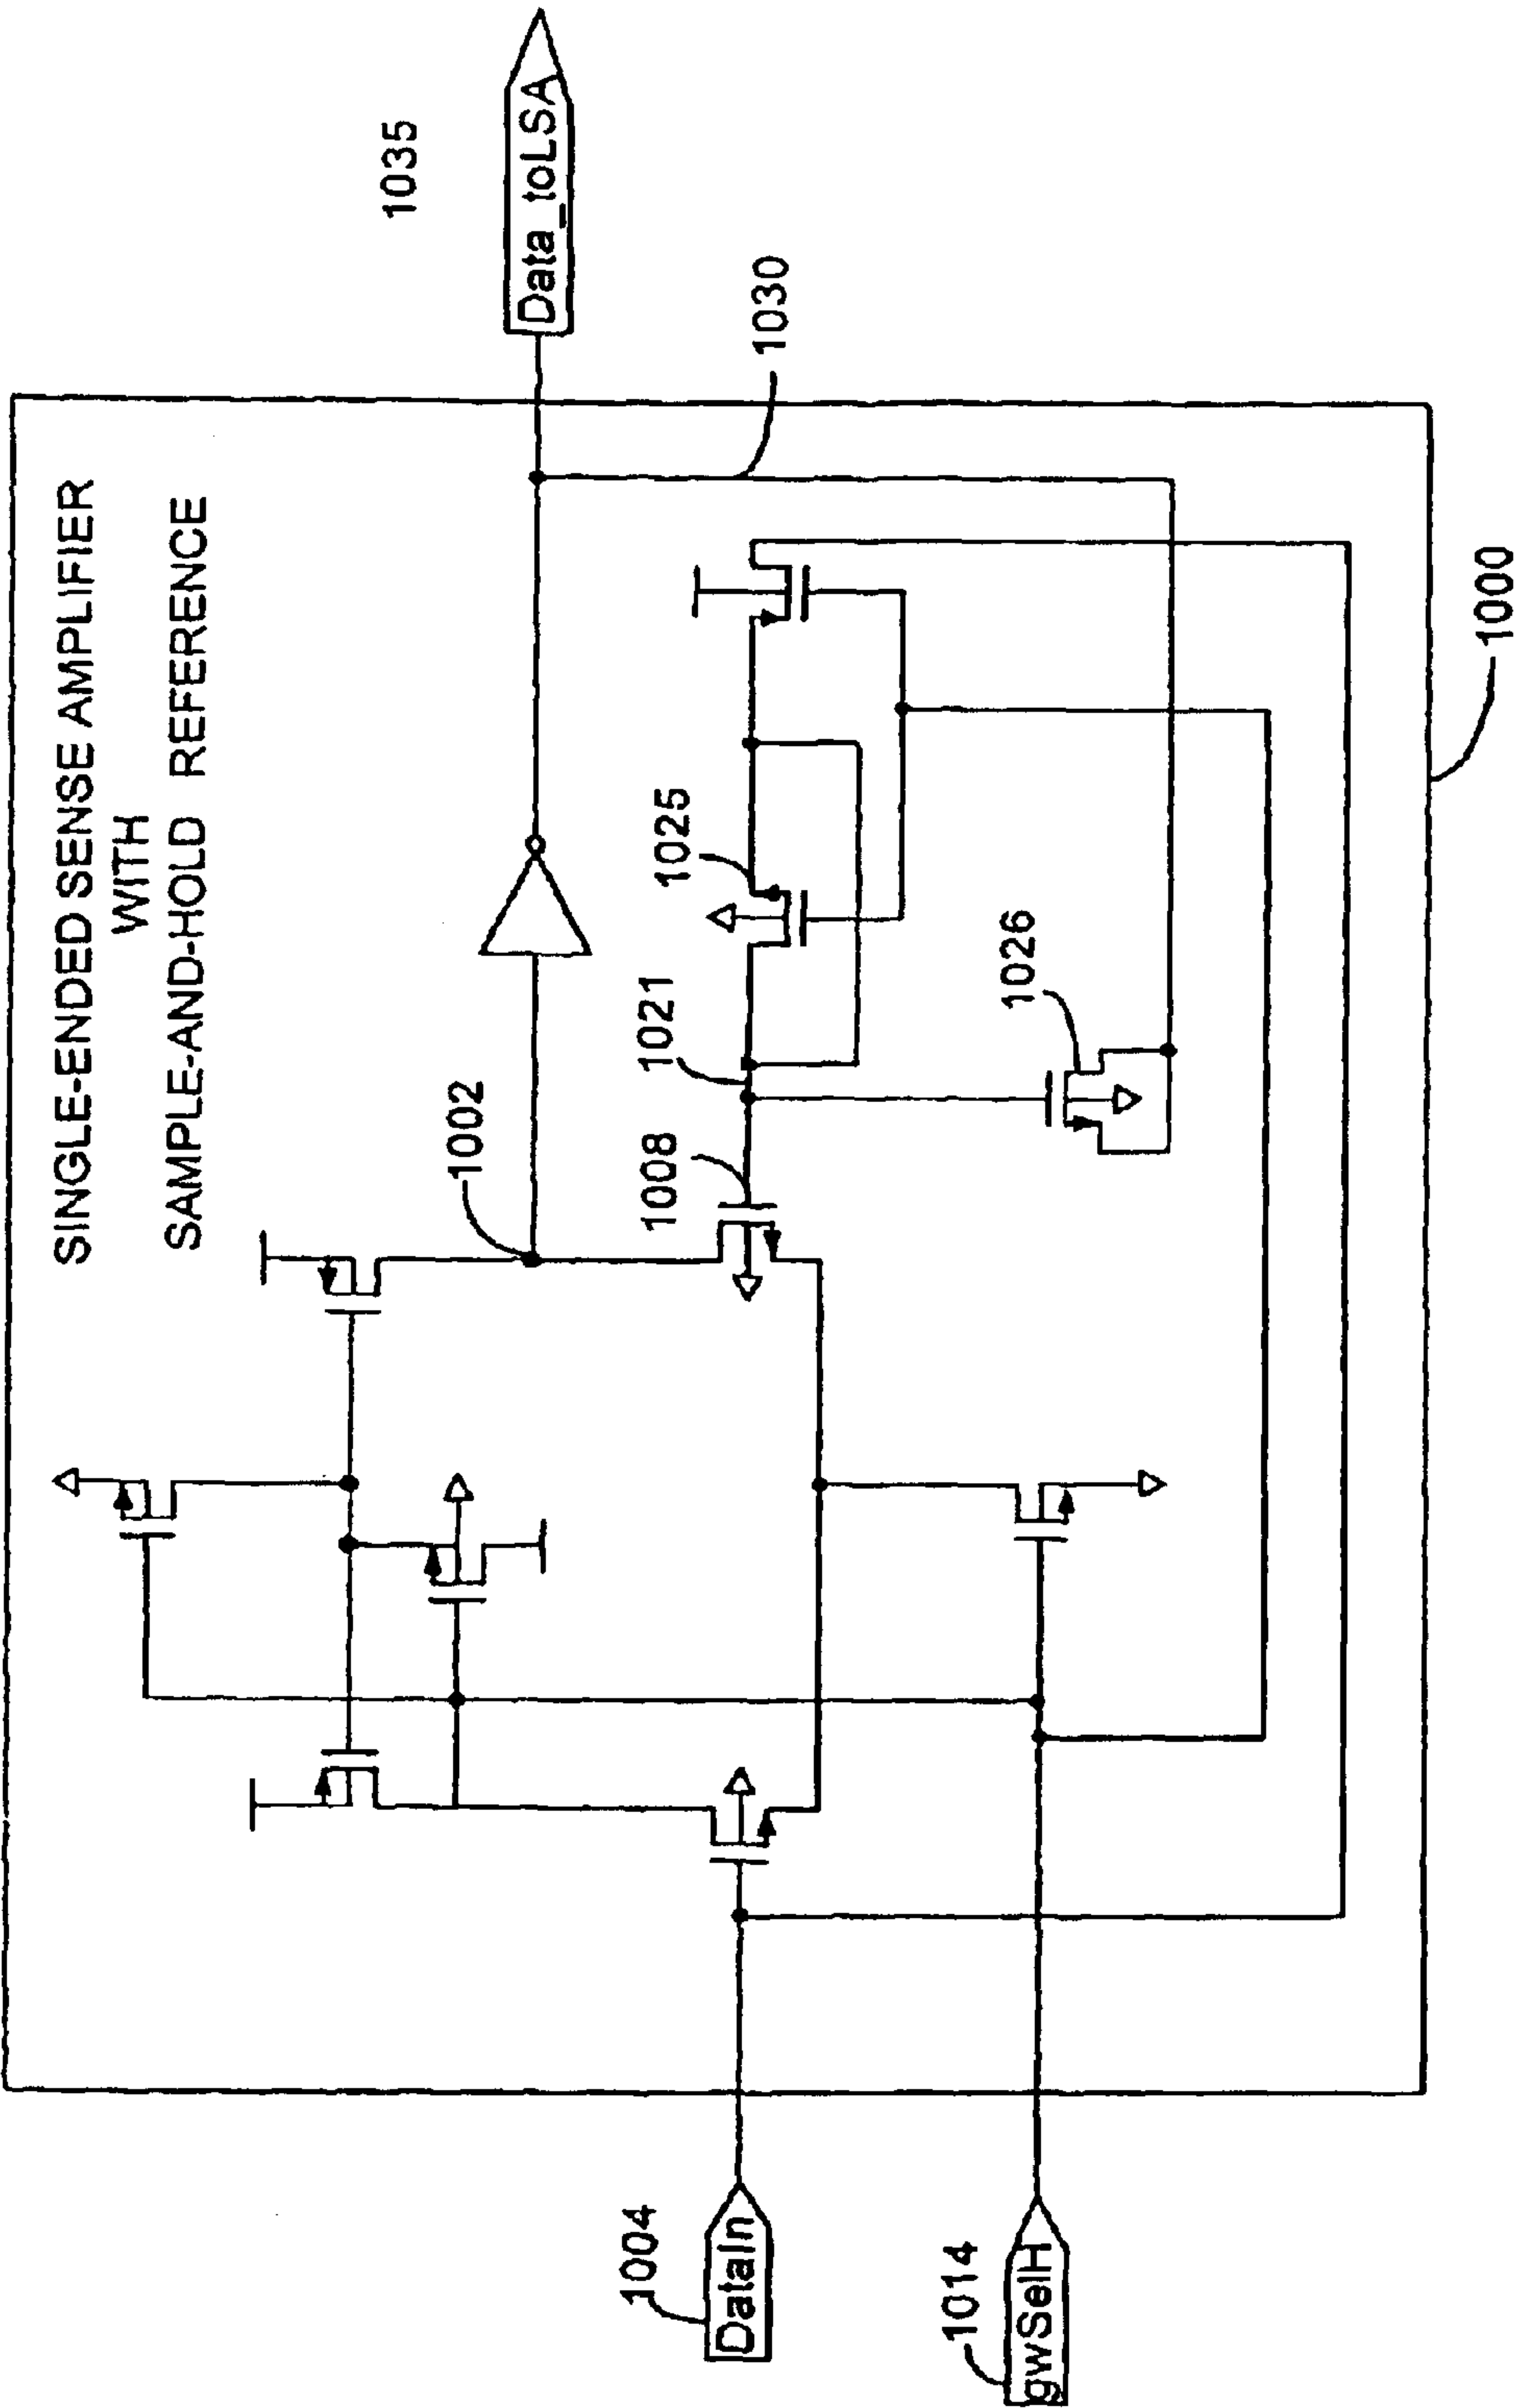 SINGLE-ENDED SENSE AMPLIFIER
WITH
SAMPLE-AND-HOLD REFERENCE
1035
Data_toLSA
1002
1030
1008
1021
1025
1026
1004
DataIn
1014
gwSelH
1000